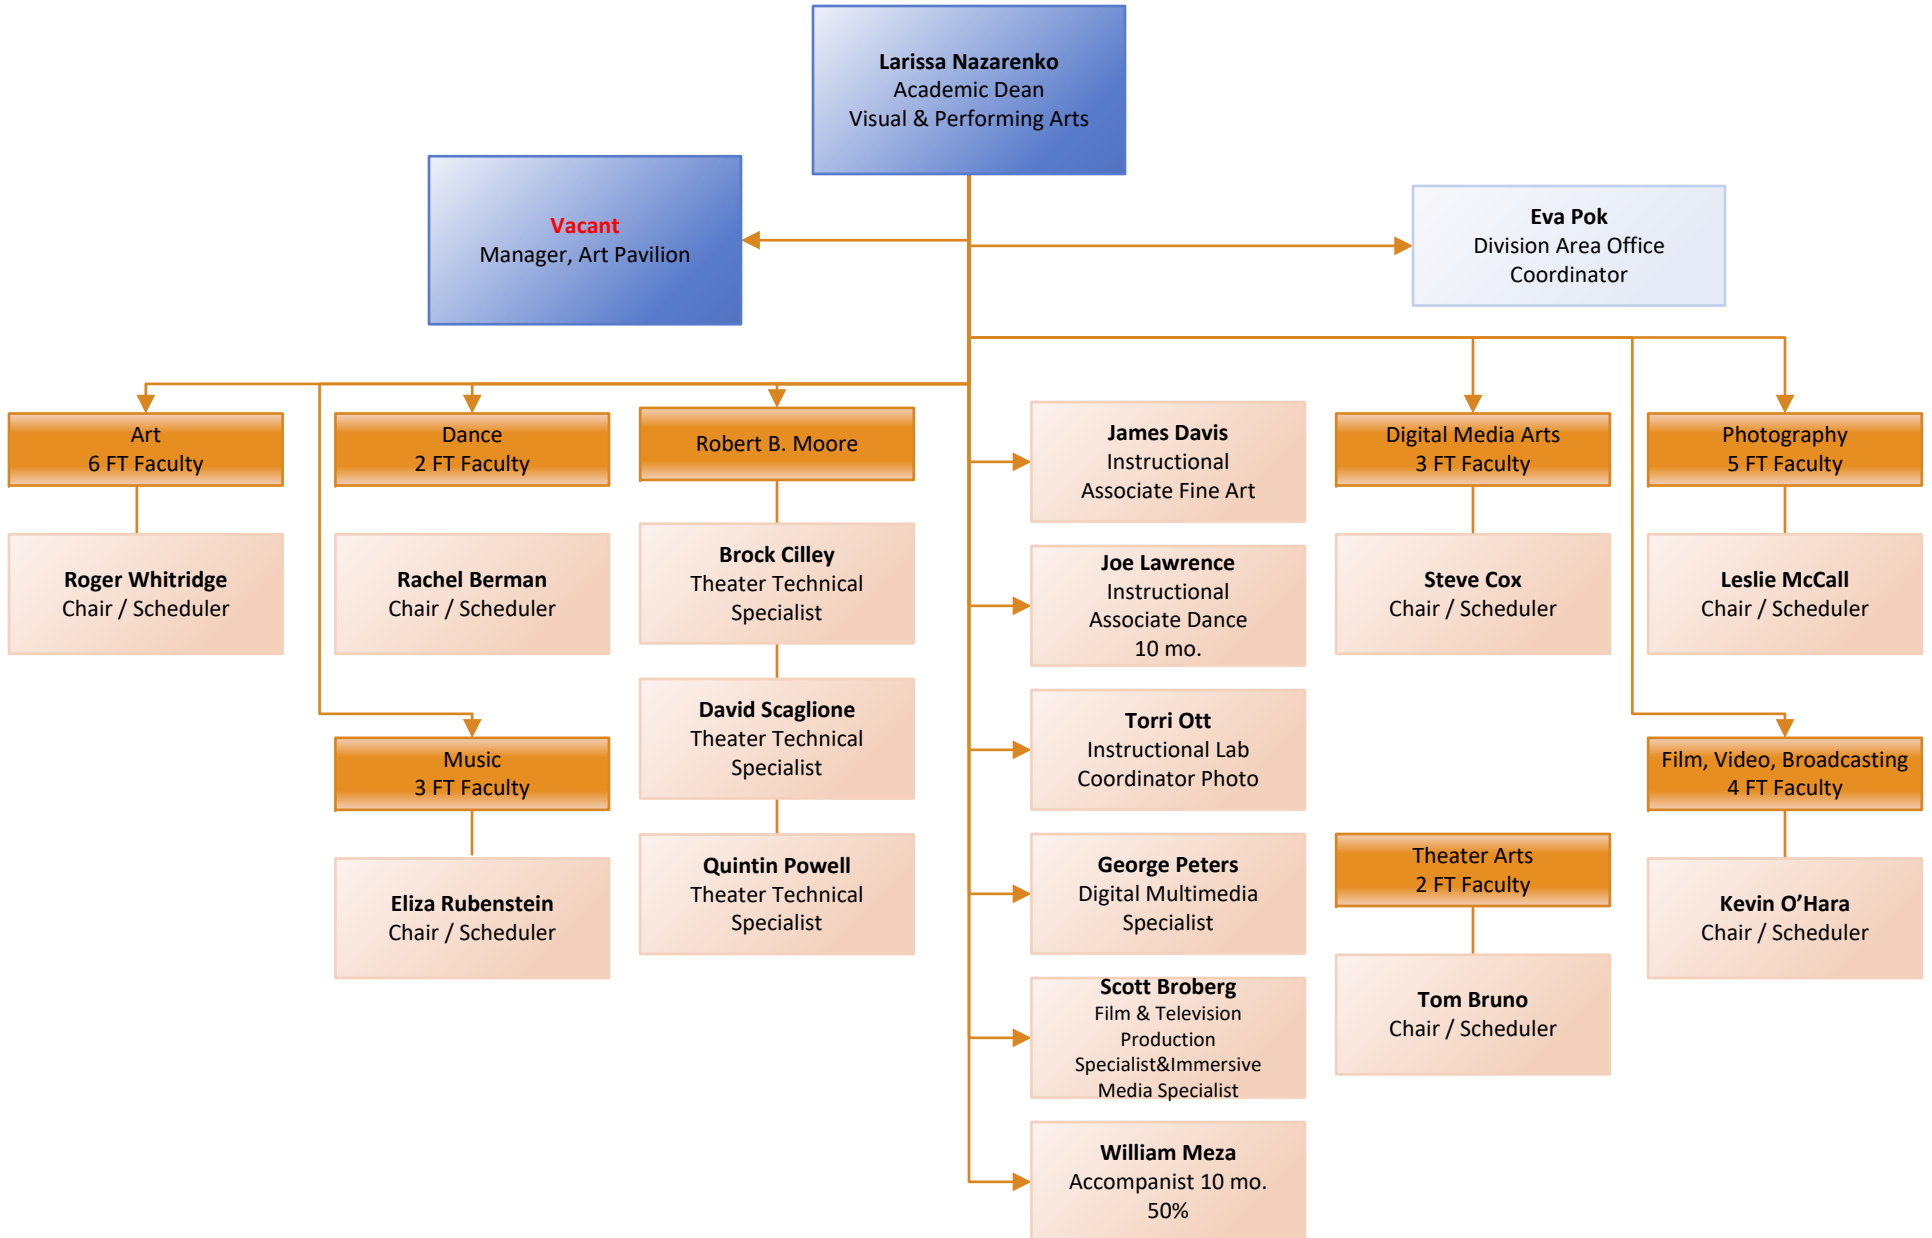 Larissa Nazarenko
Academic Dean
Visual & Performing Arts
Vacant
Manager, Art Pavilion
Eva Pok
Division Area Office
Coordinator
Art
6 FT Faculty
Roger Whitridge
Chair / Scheduler
Dance
2 FT Faculty
Rachel Berman
Chair / Scheduler
Music
3 FT Faculty
Eliza Rubenstein
Chair / Scheduler
Robert B. Moore
Brock Cilley
Theater Technical
Specialist
David Scaglione
Theater Technical
Specialist
Quintin Powell
Theater Technical
Specialist
James Davis
Instructional
Associate Fine Art
Joe Lawrence
Instructional
Associate Dance
10 mo.
Torri Ott
Instructional Lab
Coordinator Photo
George Peters
Digital Multimedia
Specialist
Scott Broberg
Film & Television
Production
Specialist&Immersive
Media Specialist
William Meza
Accompanist 10 mo.
50%
Digital Media Arts
3 FT Faculty
Steve Cox
Chair / Scheduler
Theater Arts
2 FT Faculty
Tom Bruno
Chair / Scheduler
Photography
5 FT Faculty
Leslie McCall
Chair / Scheduler
Film, Video, Broadcasting
4 FT Faculty
Kevin O’Hara
Chair / Scheduler